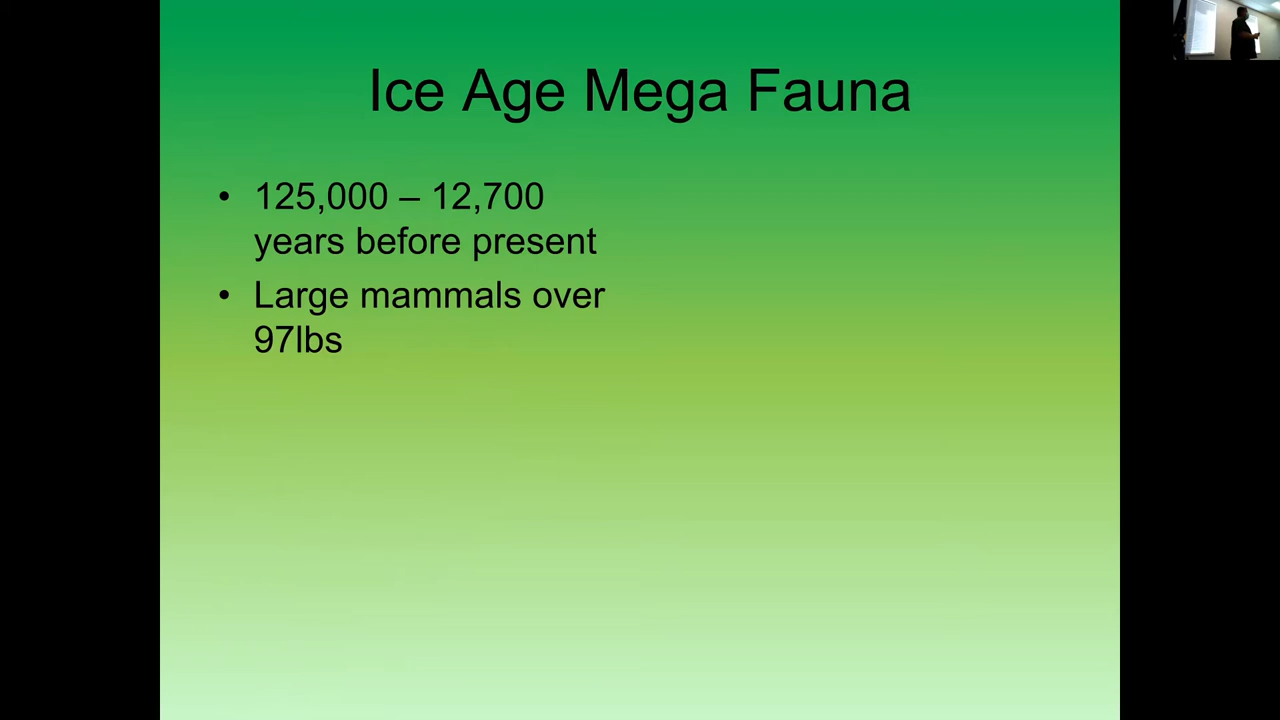 Ice Age Mega Fauna
• 125,000 – 12,700
years before present
• Large mammals over
97lbs